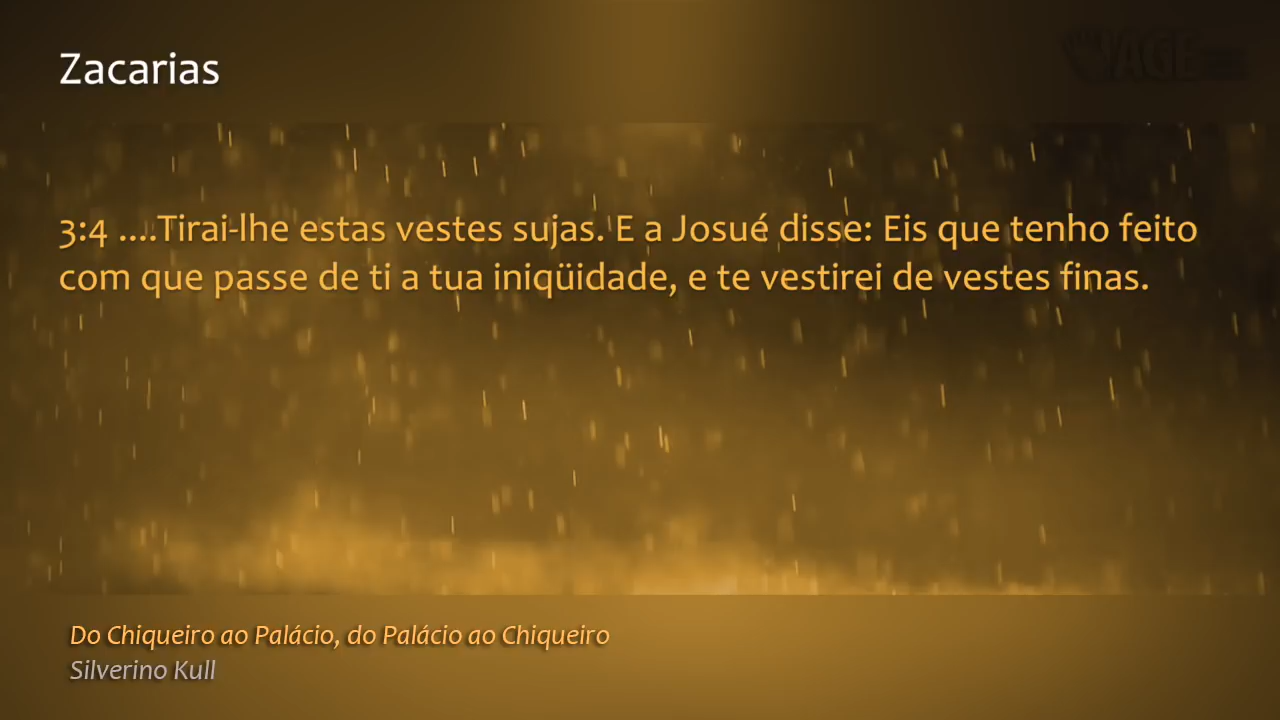 Zacarias
3:4 ....Tirai-lhe estas vestes sujas. E a Josué disse: Eis que tenho feito
com que passe de ti a tua iniqüidade, e te vestirei de vestes finas.
Do Chiqueiro ao Palácio, do Palácio ao Chiqueiro
Silverino Kull